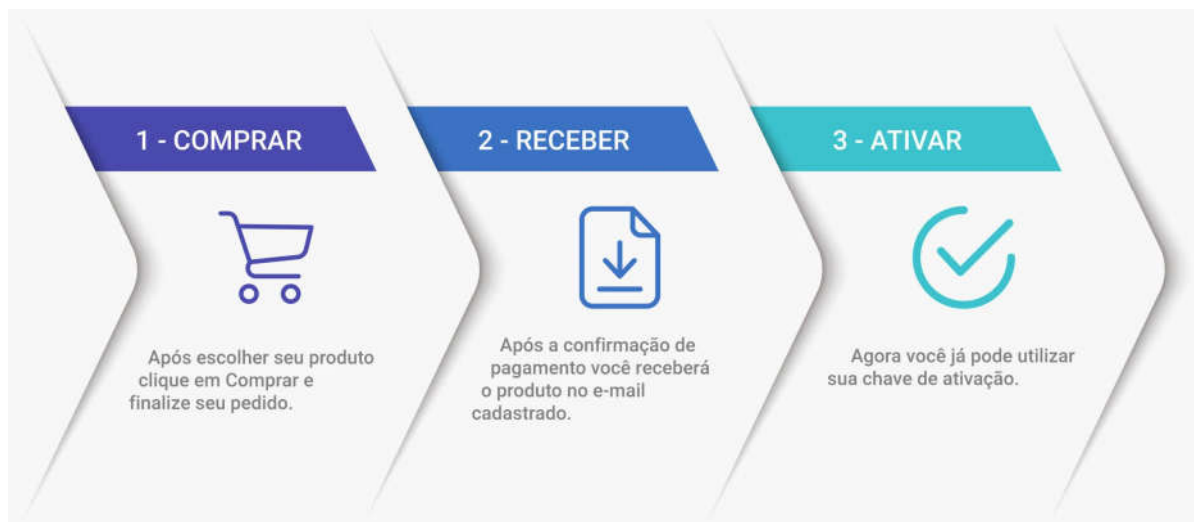 1 - COMPRAR
Após escolher seu produto
clique em Comprar e
finalize seu pedido.
2 - RECEBER
Após a confirmação de
pagamento você receberá
o produto no e-mail
cadastrado.
3 - ATIVAR
Agora você já pode utilizar
sua chave de ativação.